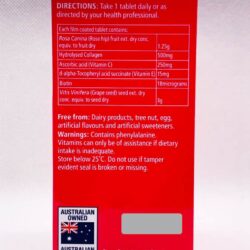 DIRECTIONS: Take 1 tablet daily or as
directed by your health professional.
Each film coated tablet contains:
Rosa Canina (Rose hip) fruit ext. dry conc.
equiv. to fruit dry 1.25g
Hydrolysed Collagen 500mg
Ascorbic acid (Vitamin C) 250mg
d-alpha-Tocopheryl acid succinate (Vitamin E) 15mg
Biotin 18micrograms
Vitis Vinifera (Grape seed) seed ext. dry
conc. equiv. to seed dry 3g
Free from: Dairy products, tree nut, egg,
artificial flavours and artificial sweeteners.
Warnings: Contains phenylalanine.
Vitamins can only be of assistance if dietary
intake is inadequate.
Store below 25°C. Do not use if tamper
evident seal is broken or missing.
AUSTRALIAN
OWNED
AUSTRALIAN